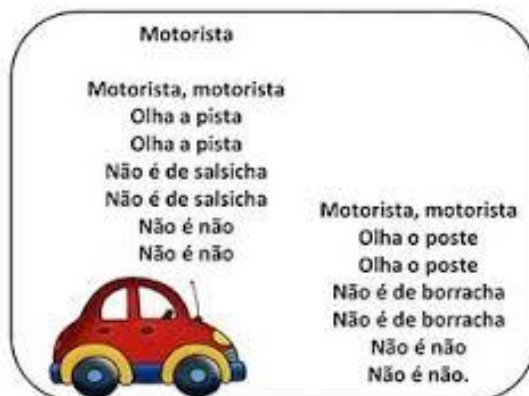 Motorista
Motorista, motorista
Olha a pista
Olha a pista
Não é de salsicha
Não é de salsicha
Não é não
Não é não
Motorista, motorista
Olha o poste
Olha o poste
Não é de borracha
Não é de borracha
Não é não
Não é não.